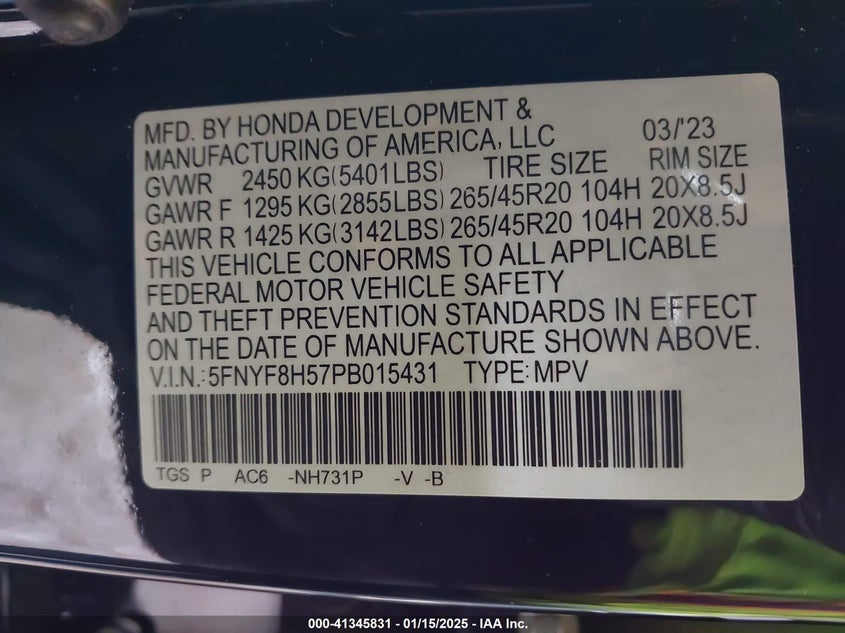 MFD. BY HONDA DEVELOPMENT &
MANUFACTURING OF AMERICA, LLC 03/'23
GVWR 2450 KG(5401LBS) TIRE SIZE RIM SIZE
GAWR F 1295 KG(2855LBS) 265/45R20 104H 20X8.5J
GAWR R 1425 KG(3142LBS) 265/45R20 104H 20X8.5J
THIS VEHICLE CONFORMS TO ALL APPLICABLE
FEDERAL MOTOR VEHICLE SAFETY
AND THEFT PREVENTION STANDARDS IN EFFECT
ON THE DATE OF MANUFACTURE SHOWN ABOVE.
V.I.N.:5FNYF8H57PB015431 TYPE:MPV
TGS P AC6 -NH731P -V -B
000-41345831 - 01/15/2025 - IAA Inc.